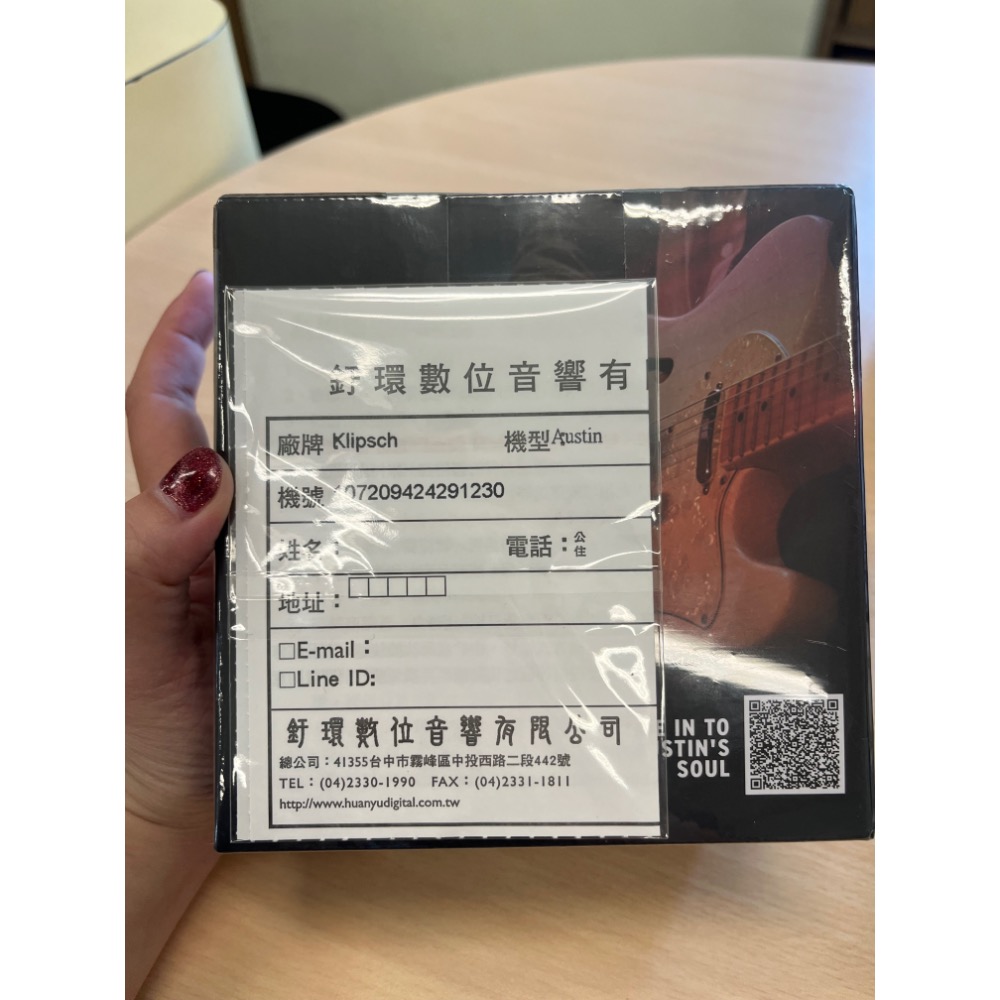 釪環數位音響有
廠牌 Klipsch 機型：Austin
機號 107209424291230
姓名： 電話：公住
地址：
□E-mail：
□Line ID:
釪環數位音響有限公司
總公司：41355台中市霧峰區中投西路二段442號
TEL：(04)2330-1990 FAX：(04)2331-1811
http://www.huanyudigital.com.tw
E IN TO
STIN'S
SOUL